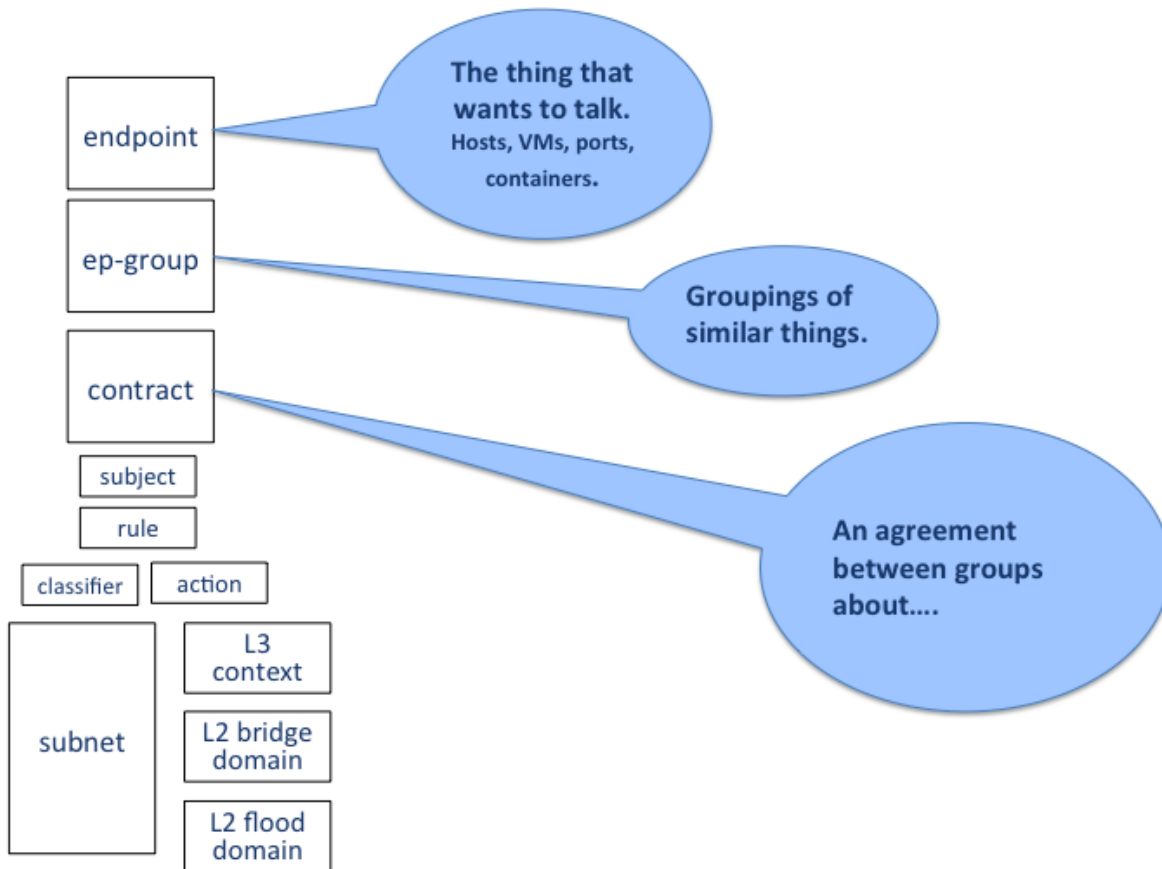 endpoint
The thing that
wants to talk.
Hosts, VMs, ports,
containers.
ep-group
Groupings of
similar things.
contract
An agreement
between groups
about....
subject
rule
classifier
action
subnet
L3
context
L2 bridge
domain
L2 flood
domain